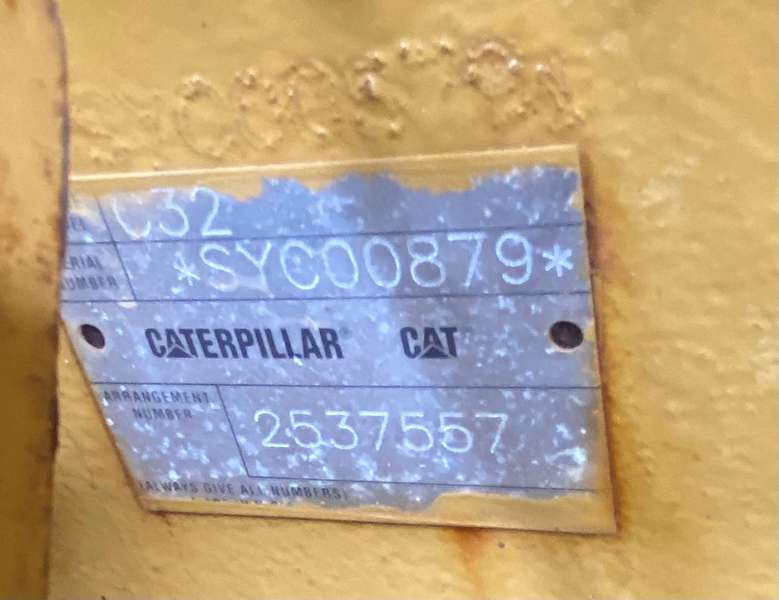 C32
SERIAL NUMBER *SYC00879*
CATERPILLAR® CAT
ARRANGEMENT NUMBER 2537557
(ALWAYS GIVE ALL NUMBERS)